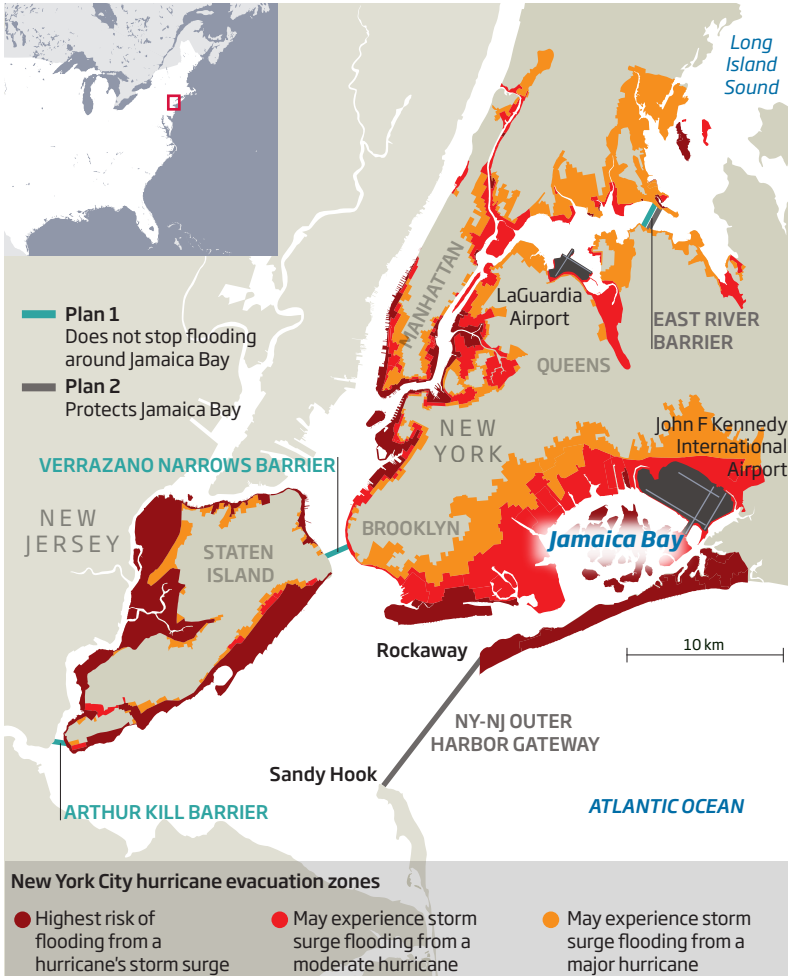 Long
Island
Sound
MANHATTAN
LaGuardia
Airport
EAST RIVER
BARRIER
QUEENS
Plan 1
Does not stop flooding
around Jamaica Bay
Plan 2
Protects Jamaica Bay
NEW
YORK
John F Kennedy
International
Airport
VERRAZANO NARROWS BARRIER
NEW
JERSEY
STATEN
ISLAND
BROOKLYN
Jamaica Bay
Rockaway
10 km
NY-NJ OUTER
HARBOR GATEWAY
Sandy Hook
ARTHUR KILL BARRIER
ATLANTIC OCEAN
New York City hurricane evacuation zones
Highest risk of
flooding from a
hurricane's storm surge
May experience storm
surge flooding from a
moderate hurricane
May experience storm
surge flooding from a
major hurricane